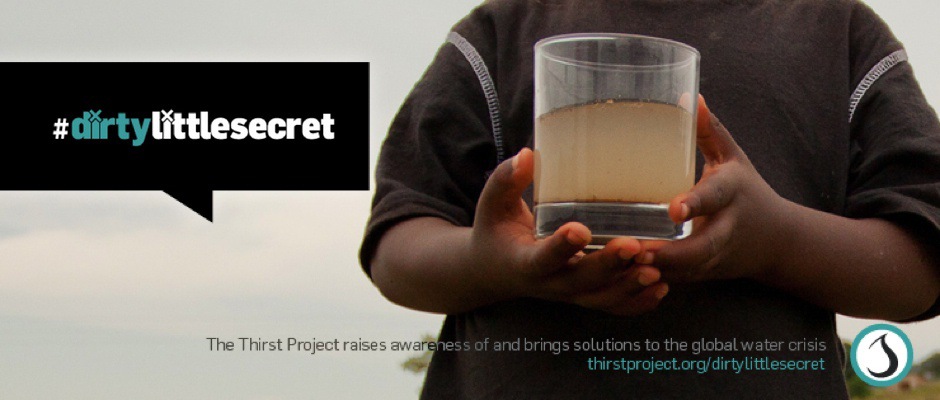 #dirtylittlesecret
The Thirst Project raises awareness of and brings solutions to the global water crisis
thirstproject.org/dirtylittlesecret